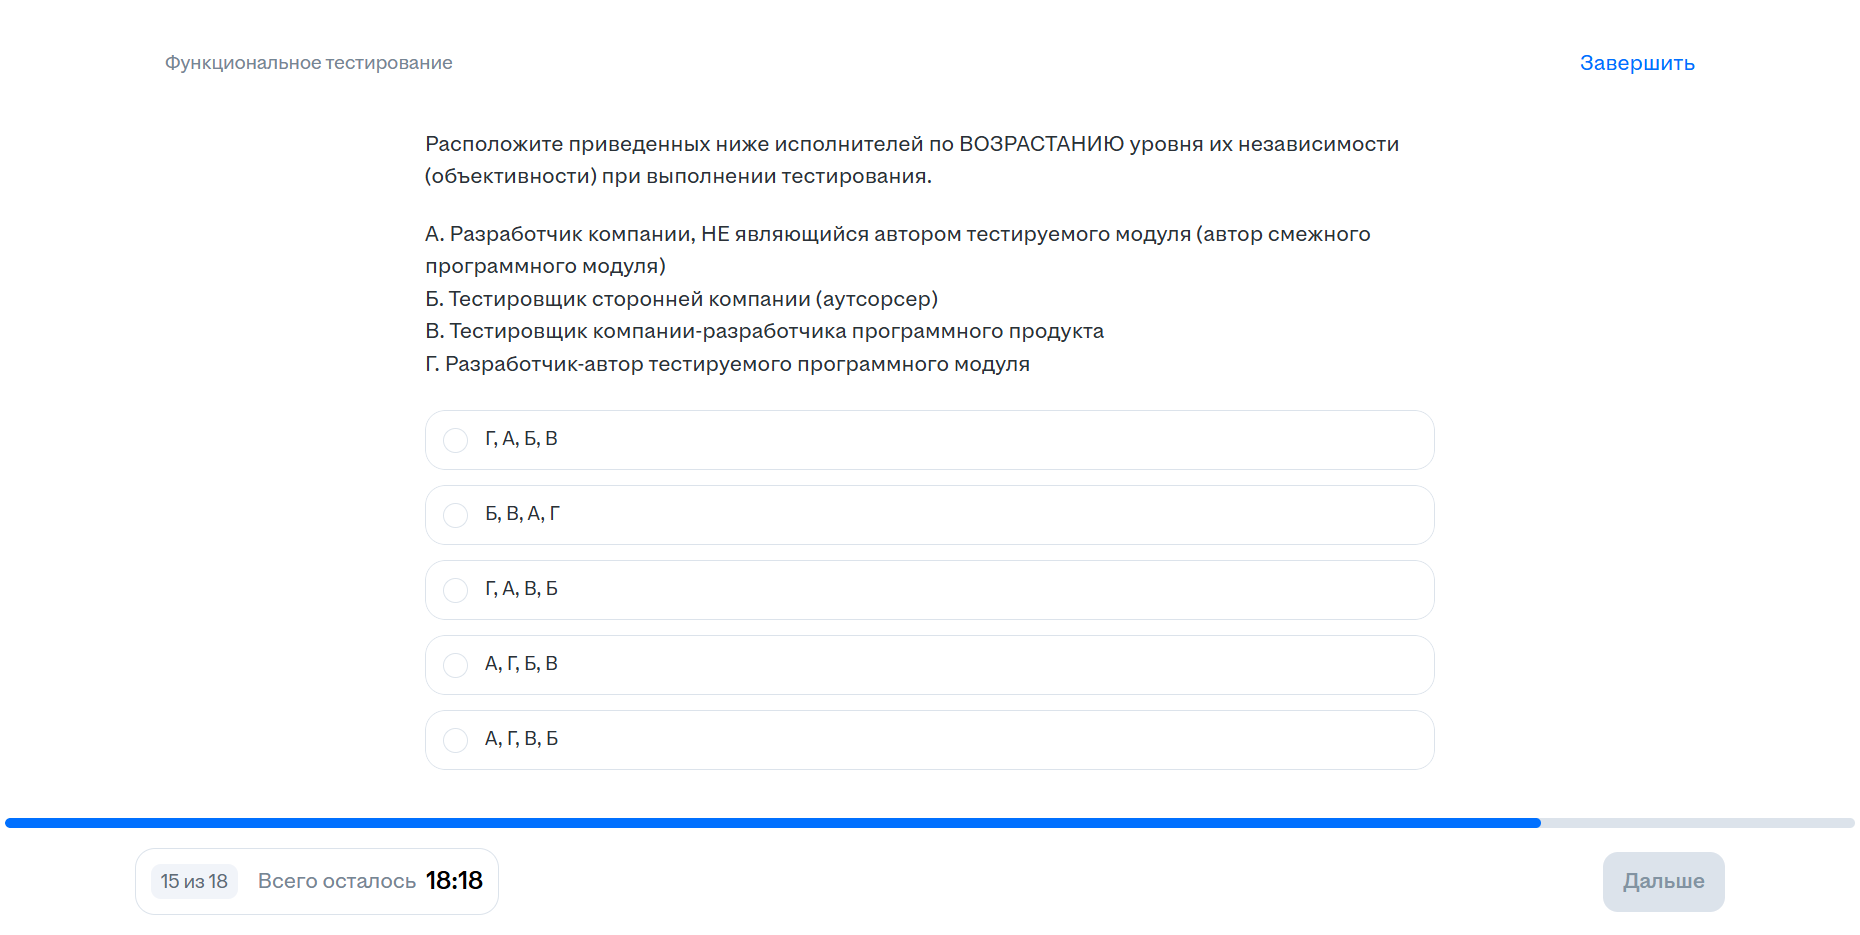 Функциональное тестирование
Завершить
Расположите приведенных ниже исполнителей по ВОЗРАСТАНИЮ уровня их независимости
(объективности) при выполнении тестирования.
А. Разработчик компании, НЕ являющийся автором тестируемого модуля (автор смежного
программного модуля)
Б. Тестировщик сторонней компании (аутсорсер)
В. Тестировщик компании-разработчика программного продукта
Г. Разработчик-автор тестируемого программного модуля
Г, А, Б, В
Б, В, А, Г
Г, А, В, Б
А, Г, Б, В
А, Г, В, Б
15 из 18
Всего осталось 18:18
Дальше